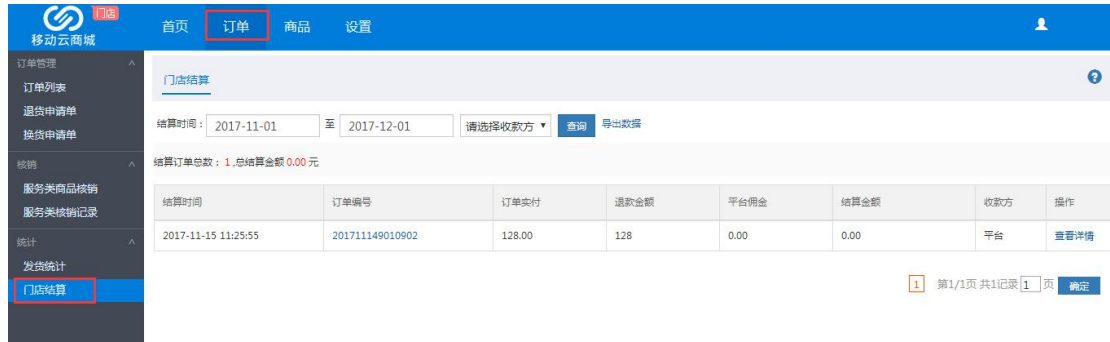 门店
移动云商城
首页 订单 商品 设置
订单管理
订单列表
退货申请单
换货申请单
核销
服务类商品核销
服务类核销记录
统计
发货统计
门店结算
门店结算
结算时间： 2017-11-01 至 2017-12-01 请选择收款方 查询 导出数据
结算订单总数：1 ,总结算金额 0.00 元
结算时间 订单编号 订单实付 退款金额 平台佣金 结算金额 收款方 操作
2017-11-15 11:25:55 201711149010902 128.00 128 0.00 0.00 平台 查看详情
1 第1/1页 共1记录 1 页 确定